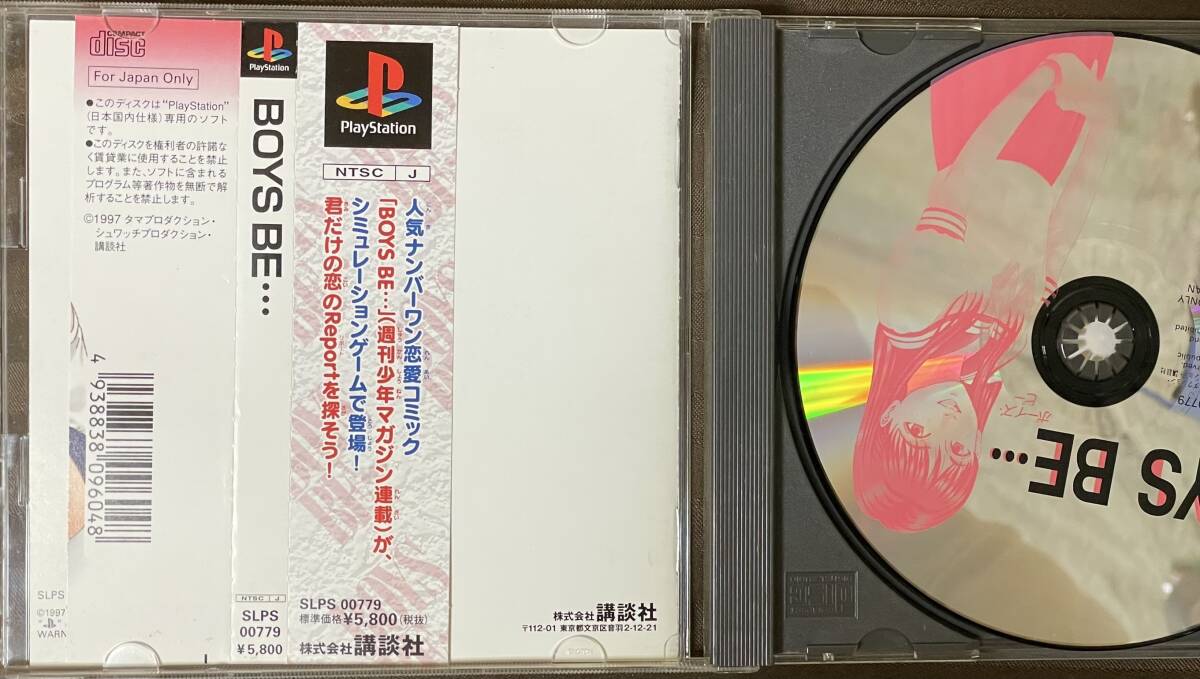 COMPACT
disc
For Japan Only
●このディスクは“PlayStation”
(日本国内仕様)専用のソフト
です。
●このディスクを権利者の許諾な
く賃貸業に使用することを禁止
します。また、ソフトに含まれる
プログラム等著作物を無断で解
析することを禁止します。
©1997 タマプロダクション・
シュワッチプロダクション・
講談社
4 938838 096048
SLPS
©1997
WARN
PlayStation
BOYS BE…
NTSC J
SLPS
00779
¥5,800
PlayStation
NTSC J
人気ナンバーワン恋愛コミック
「BOYS BE…」(週刊少年マガジン連載)が、
シミュレーションゲームで登場!
君だけの恋のReportを探そう!
SLPS 00779
標準価格¥5,800(税抜)
株式会社 講談社
株式会社 講談社
〒112-01 東京都文京区音羽2-12-21
ボーイズ・
ビー
YS BE…
0779